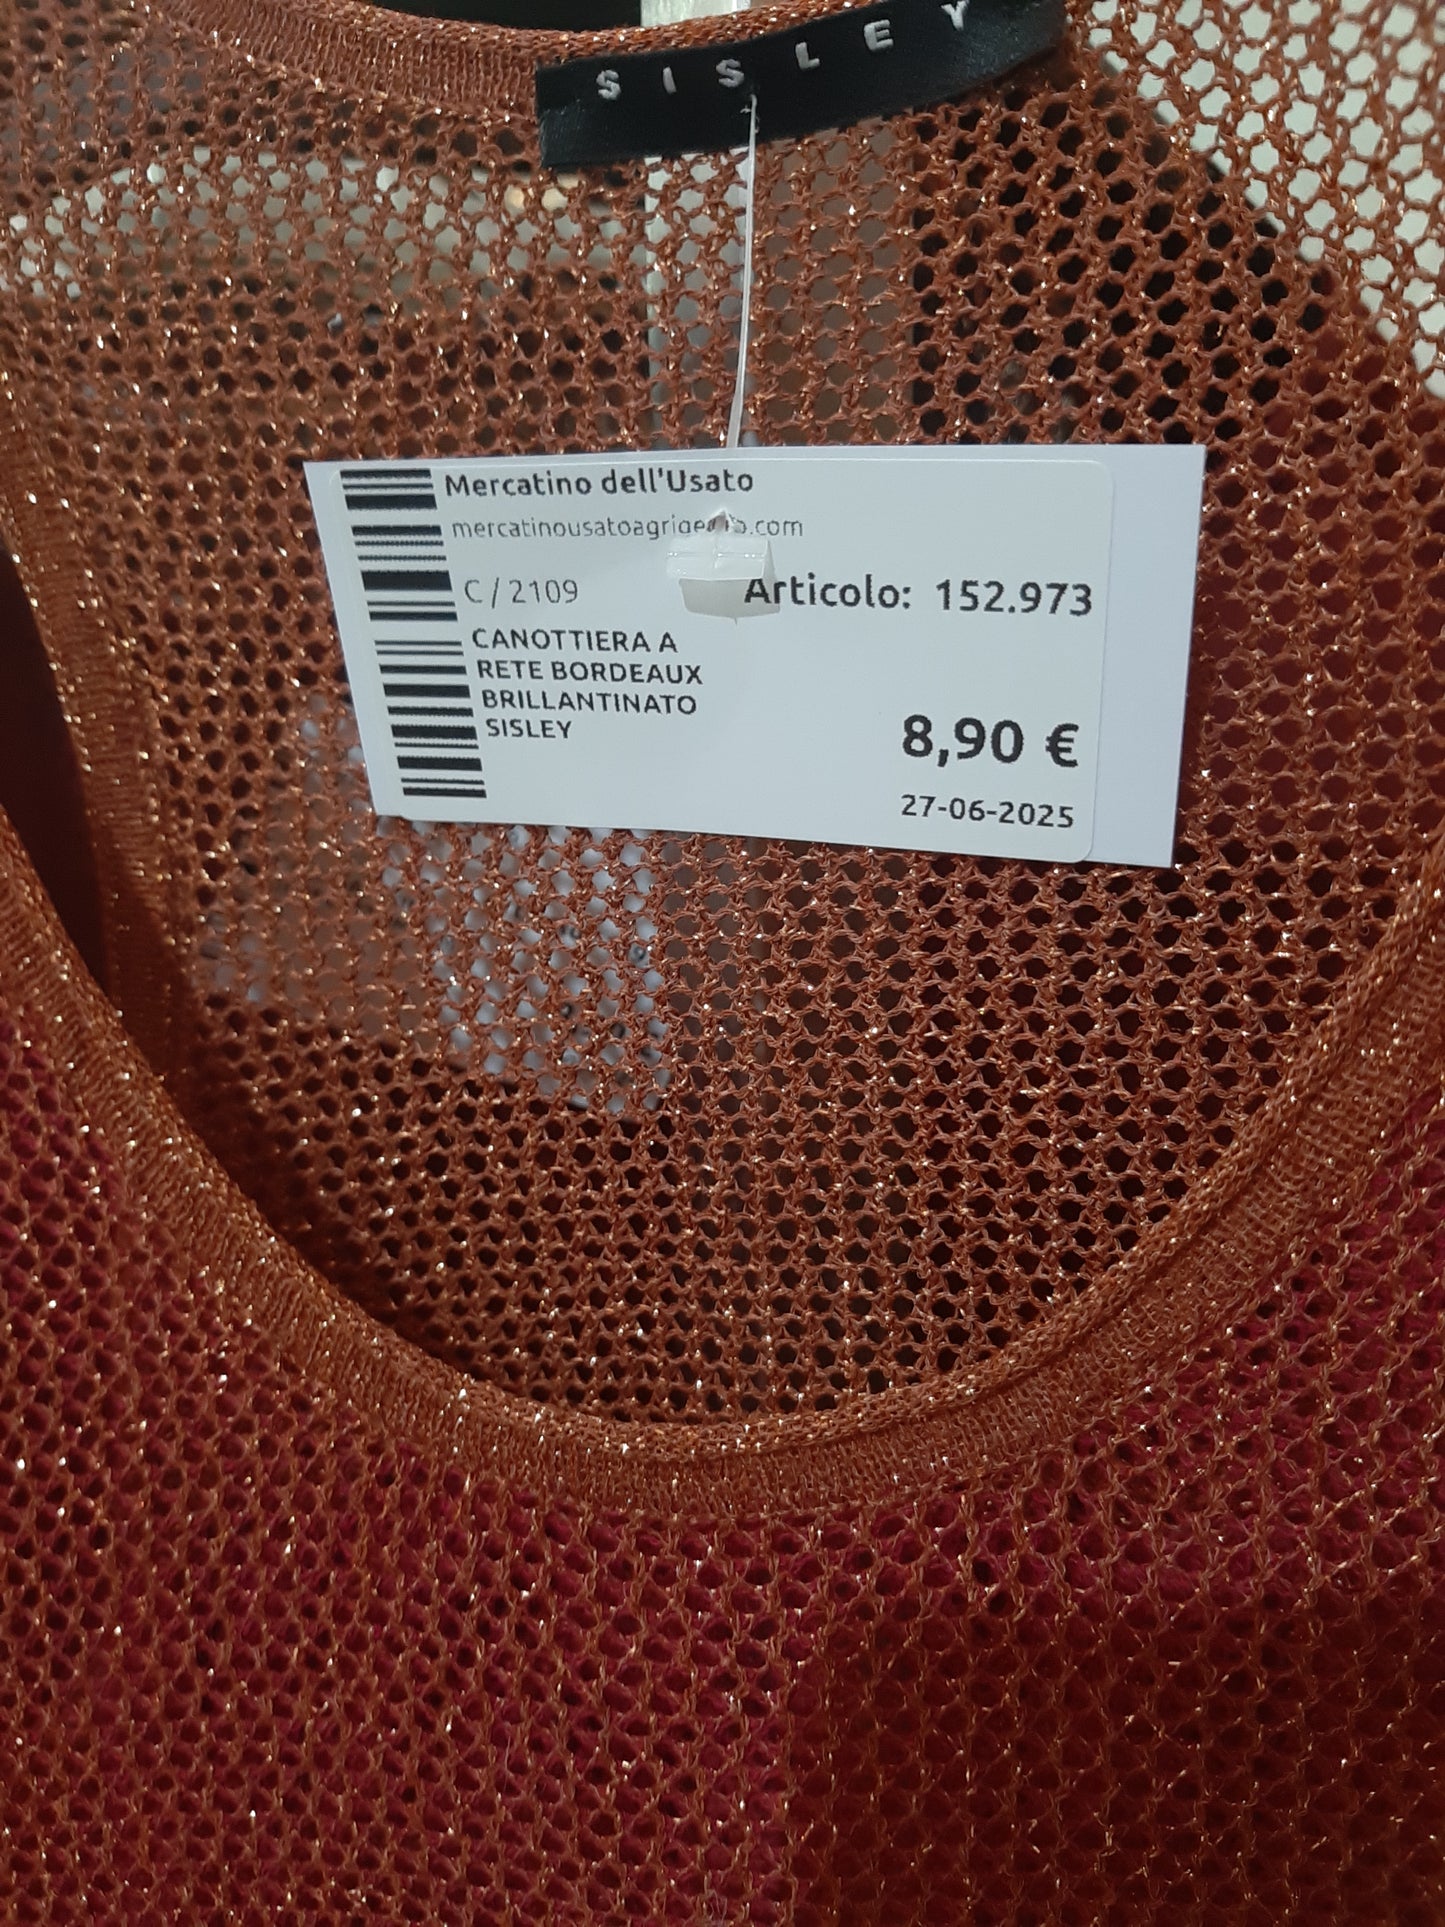 SISLEY
Mercatino dell'Usato
C / 2109
Articolo: 152.973
CANOTTIERA A
RETE BORDEAUX
BRILLANTINATO
SISLEY
8,90 €
27-06-2025